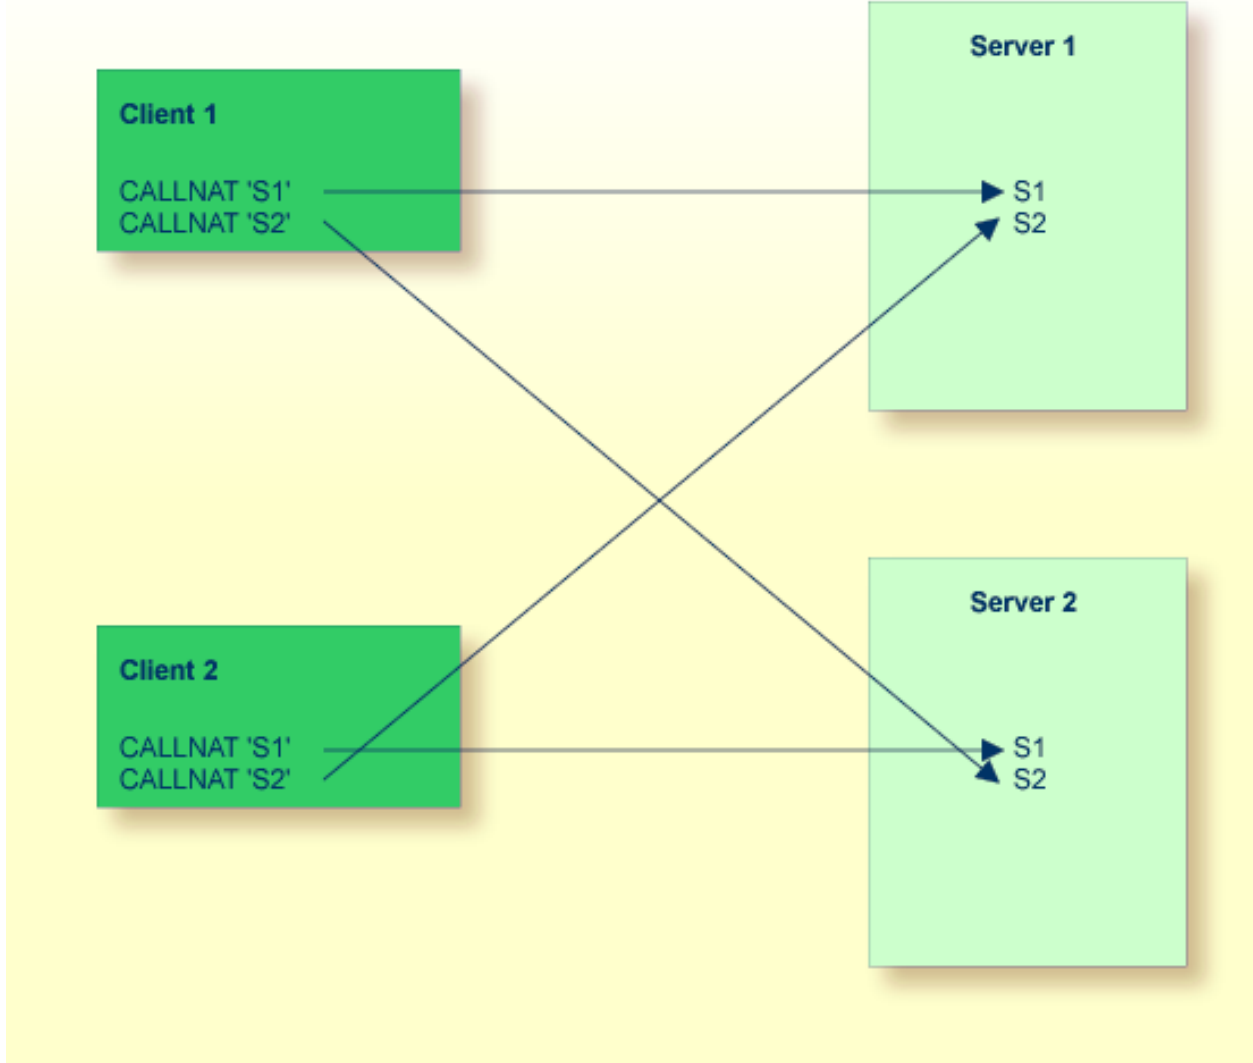 Server 1
Client 1
CALLNAT 'S1'
S1
CALLNAT 'S2'
S2
Server 2
Client 2
CALLNAT 'S1'
S1
CALLNAT 'S2'
S2